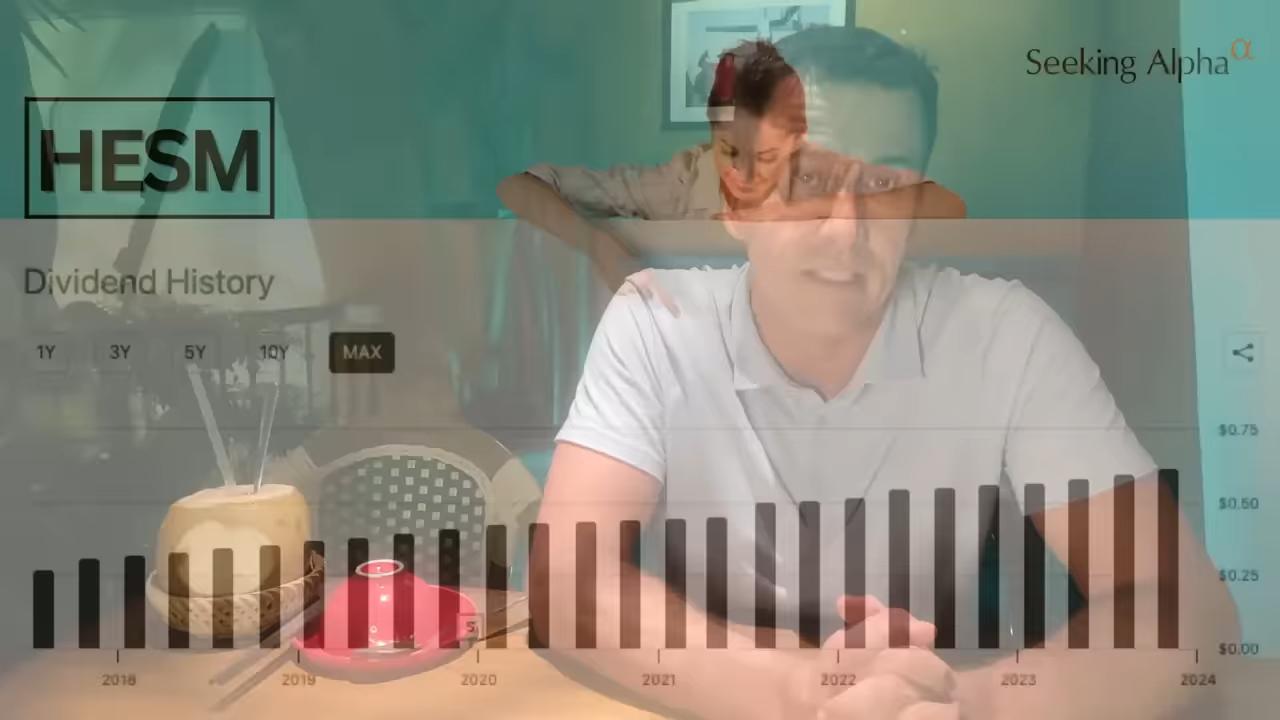 Seeking Alphaα
HESM
Dividend History
1Y 3Y 5Y 10Y MAX
$0.75
$0.50
$0.25
S
$0.00
2018 2019 2020 2021 2022 2023 2024